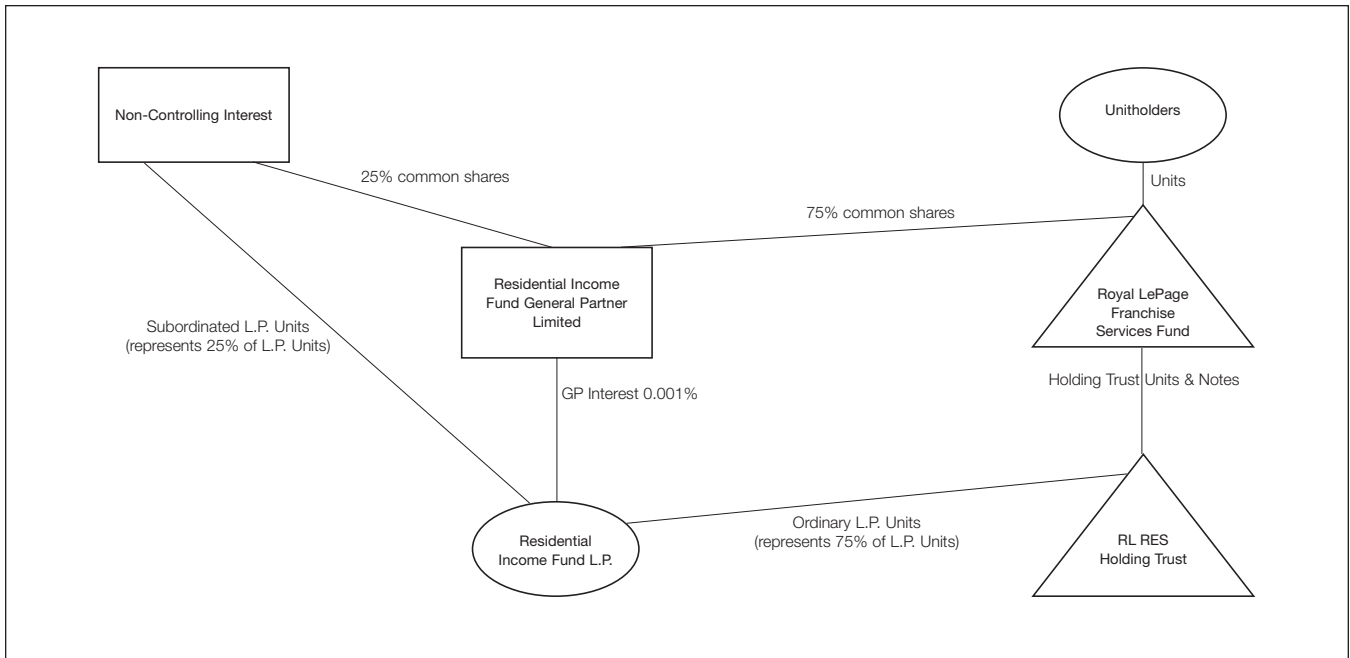 Non-Controlling Interest
Unitholders
25% common shares
Units
75% common shares
Residential Income
Fund General Partner
Limited
Royal LePage
Franchise
Services Fund
Subordinated L.P. Units
(represents 25% of L.P. Units)
GP Interest 0.001%
Holding Trust Units & Notes
Ordinary L.P. Units
(represents 75% of L.P. Units)
Residential
Income Fund L.P.
RL RES
Holding Trust